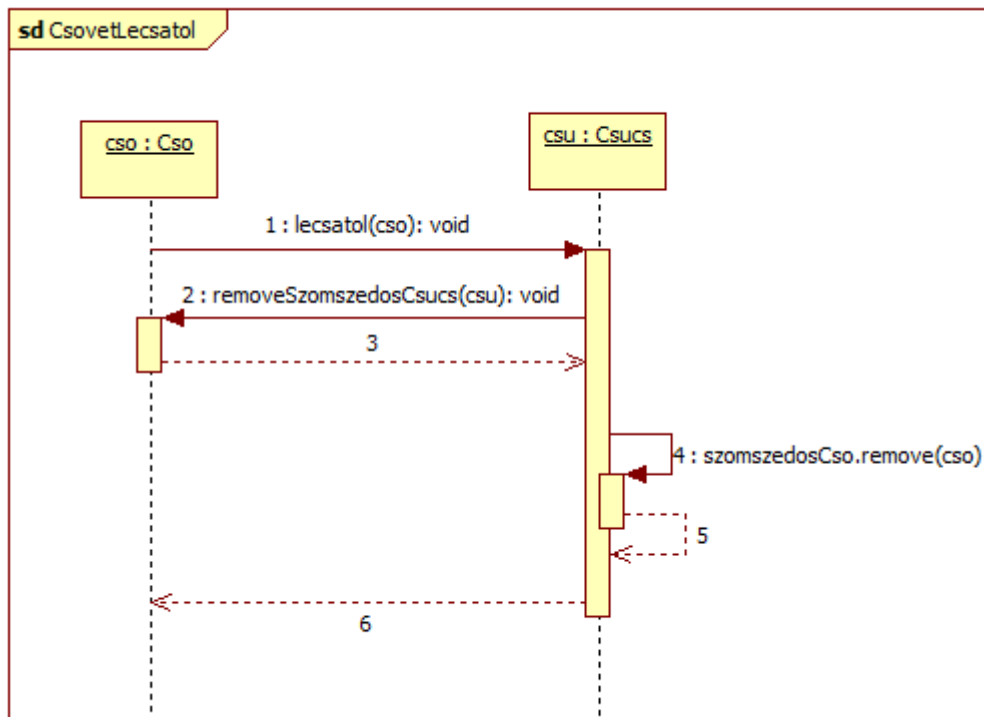 sd CsovetLecsatol
cso : Cso
csu : Csucs
1 : lecsatol(cso): void
2 : removeSzomszedosCsucs(csu): void
3
4 : szomszedosCso.remove(cso)
5
6